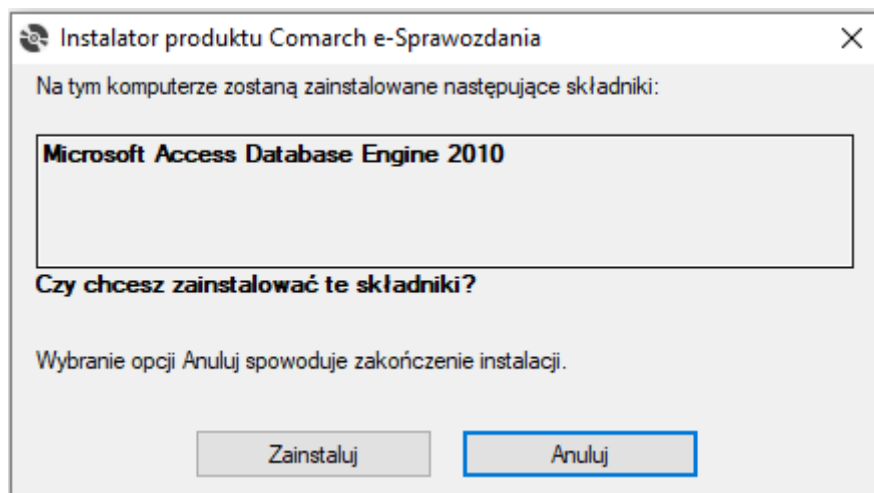 Instalator produktu Comarch e-Sprawozdania
Na tym komputerze zostaną zainstalowane następujące składniki:
Microsoft Access Database Engine 2010
Czy chcesz zainstalować te składniki?
Wybranie opcji Anuluj spowoduje zakończenie instalacji.
Zainstaluj
Anuluj